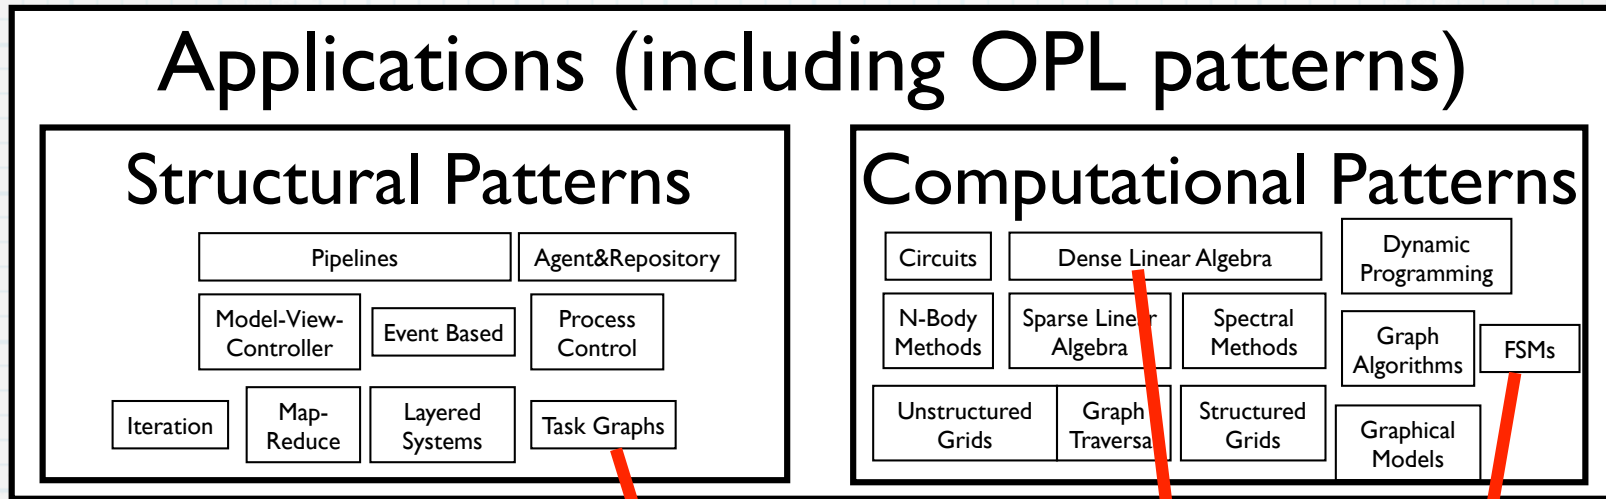 Applications (including OPL patterns)
Structural Patterns
Pipelines
Agent&Repository
Model-View-
Controller
Event Based
Process
Control
Iteration
Map-
Reduce
Layered
Systems
Task Graphs
Computational Patterns
Circuits
Dense Linear Algebra
Dynamic
Programming
N-Body
Methods
Sparse Linear
Algebra
Spectral
Methods
Graph
Algorithms
FSMs
Unstructured
Grids
Graph
Traversal
Structured
Grids
Graphical
Models